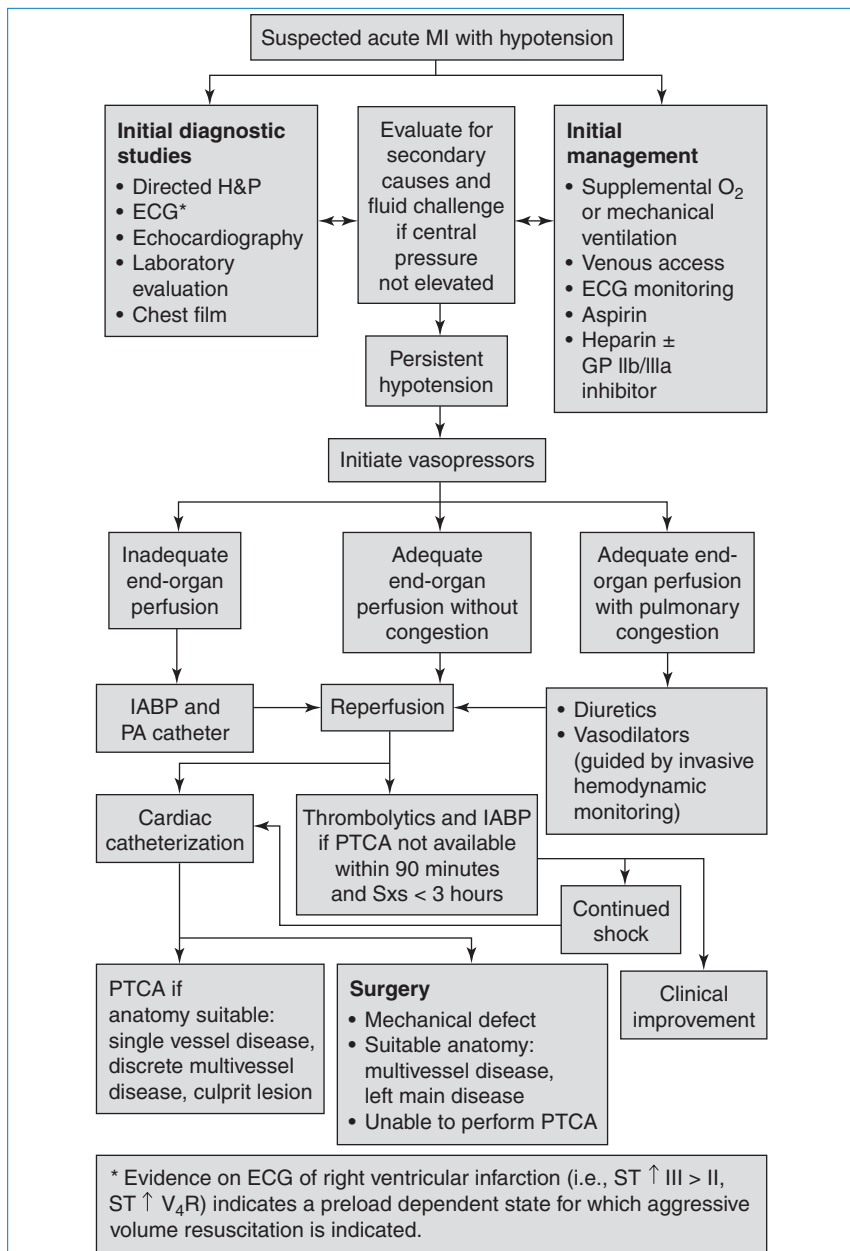 Suspected acute MI with hypotension
Initial diagnostic
studies
• Directed H&P
• ECG*
• Echocardiography
• Laboratory
evaluation
• Chest film
Evaluate for
secondary
causes and
fluid challenge
if central
pressure
not elevated
Initial
management
• Supplemental O₂
or mechanical
ventilation
• Venous access
• ECG monitoring
• Aspirin
• Heparin ±
GP IIb/IIIa
inhibitor
Persistent
hypotension
Initiate vasopressors
Inadequate
end-organ
perfusion
Adequate
end-organ
perfusion without
congestion
Adequate end-
organ perfusion
with pulmonary
congestion
IABP and
PA catheter
Reperfusion
• Diuretics
• Vasodilators
(guided by invasive
hemodynamic
monitoring)
Cardiac
catheterization
Thrombolytics and IABP
if PTCA not available
within 90 minutes
and Sxs < 3 hours
Continued
shock
Clinical
improvement
PTCA if
anatomy suitable:
single vessel disease,
discrete multivessel
disease, culprit lesion
Surgery
• Mechanical defect
• Suitable anatomy:
multivessel disease,
left main disease
• Unable to perform PTCA
* Evidence on ECG of right ventricular infarction (i.e., ST ↑ III > II,
ST ↑ V₄R) indicates a preload dependent state for which aggressive
volume resuscitation is indicated.